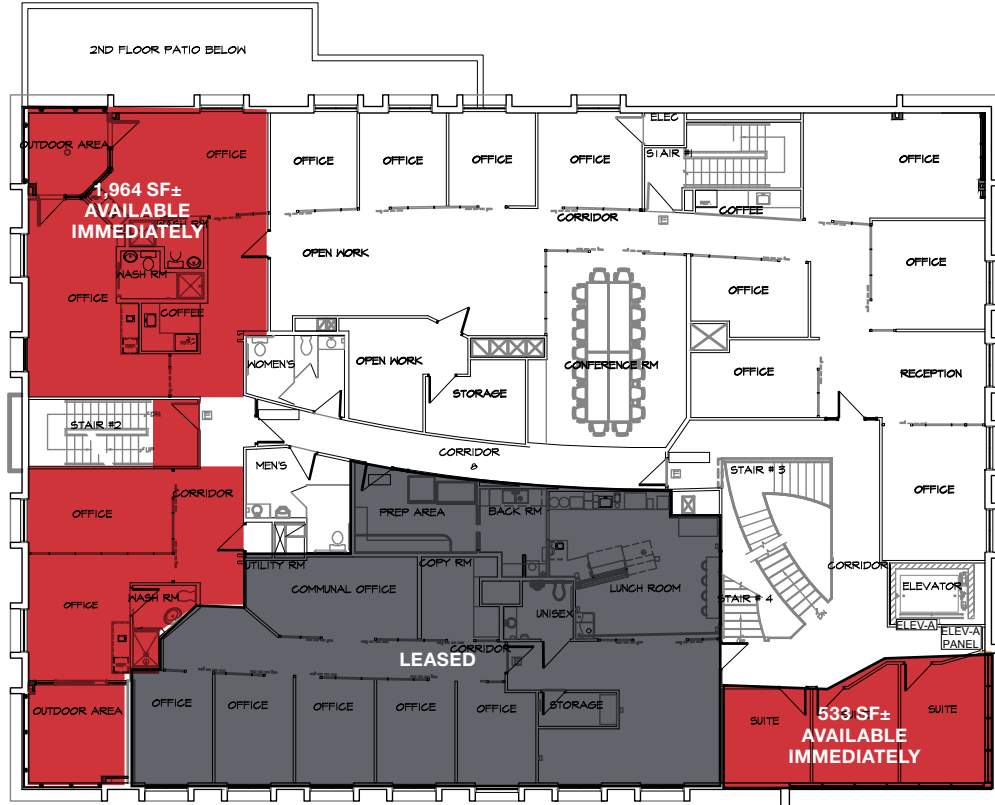 2ND FLOOR PATIO BELOW
OUTDOOR AREA
OFFICE
1,964 SF±
AVAILABLE
IMMEDIATELY
WASH RM
OFFICE
COFFEE
OFFICE
OFFICE
OFFICE
OFFICE
ELEC
STAIR #1
COFFEE
OFFICE
CORRIDOR
OPEN WORK
OFFICE
OFFICE
WOMEN'S
OPEN WORK
STORAGE
CONFERENCE RM
OFFICE
RECEPTION
STAIR #2
DN
UP
CORRIDOR
8
MEN'S
STAIR # 3
OFFICE
OFFICE
CORRIDOR
PREP AREA
BACK RM
UTILITY RM
COPY RM
COMMUNAL OFFICE
LUNCH ROOM
UNISEX
STAIR # 4
CORRIDOR
ELEVATOR
ELEV-A
ELEV-A
PANEL
OFFICE
WASH RM
CORRIDOR
LEASED
OUTDOOR AREA
OFFICE
OFFICE
OFFICE
OFFICE
OFFICE
STORAGE
SUITE
SUITE
533 SF±
AVAILABLE
IMMEDIATELY